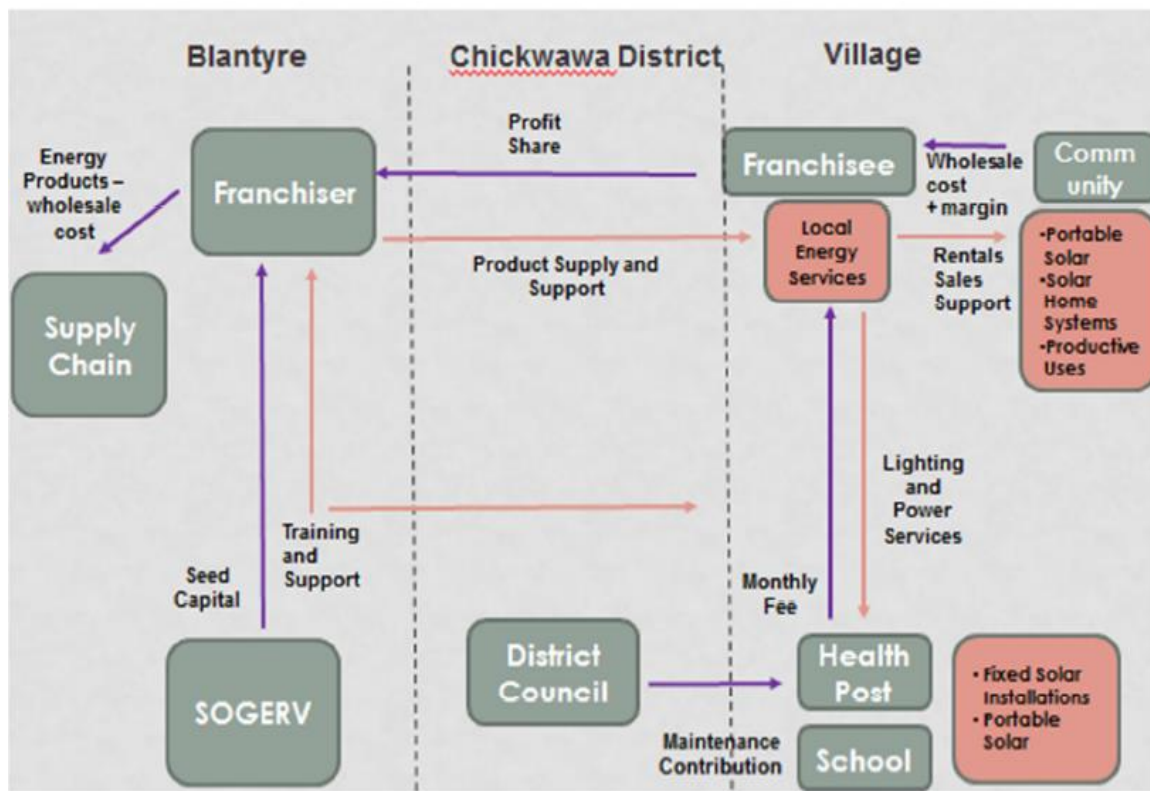 Blantyre
Chickwawa District
Village
Energy
Products –
wholesale
cost
Franchiser
Profit
Share
Franchisee
Wholesale
cost
+ margin
Comm
unity
Supply
Chain
Product Supply and
Support
Local
Energy
Services
Rentals
Sales
Support
•Portable
Solar
•Solar
Home
Systems
•Productive
Uses
Seed
Capital
Training
and
Support
Monthly
Fee
Lighting
and
Power
Services
SOGERV
District
Council
Maintenance
Contribution
Health
Post
School
• Fixed Solar
Installations
• Portable
Solar